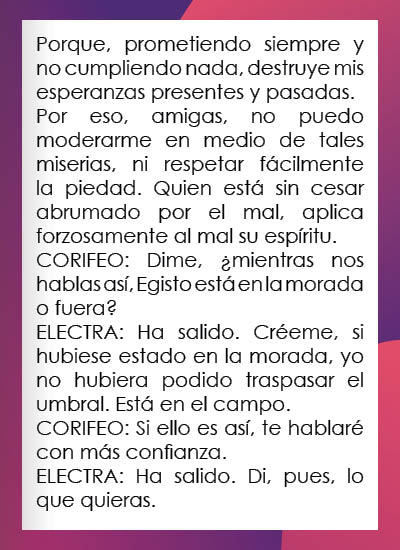 Porque, prometiendo siempre y
no cumpliendo nada, destruye mis
esperanzas presentes y pasadas.
Por eso, amigas, no puedo
moderarme en medio de tales
miserias, ni respetar fácilmente
la piedad. Quien está sin cesar
abrumado por el mal, aplica
forzosamente al mal su espíritu.
CORIFEO: Dime, ¿mientras nos
hablas así, Egisto está en la morada
o fuera?
ELECTRA: Ha salido. Créeme, si
hubiese estado en la morada, yo
no hubiera podido traspasar el
umbral. Está en el campo.
CORIFEO: Si ello es así, te hablaré
con más confianza.
ELECTRA: Ha salido. Di, pues, lo
que quieras.